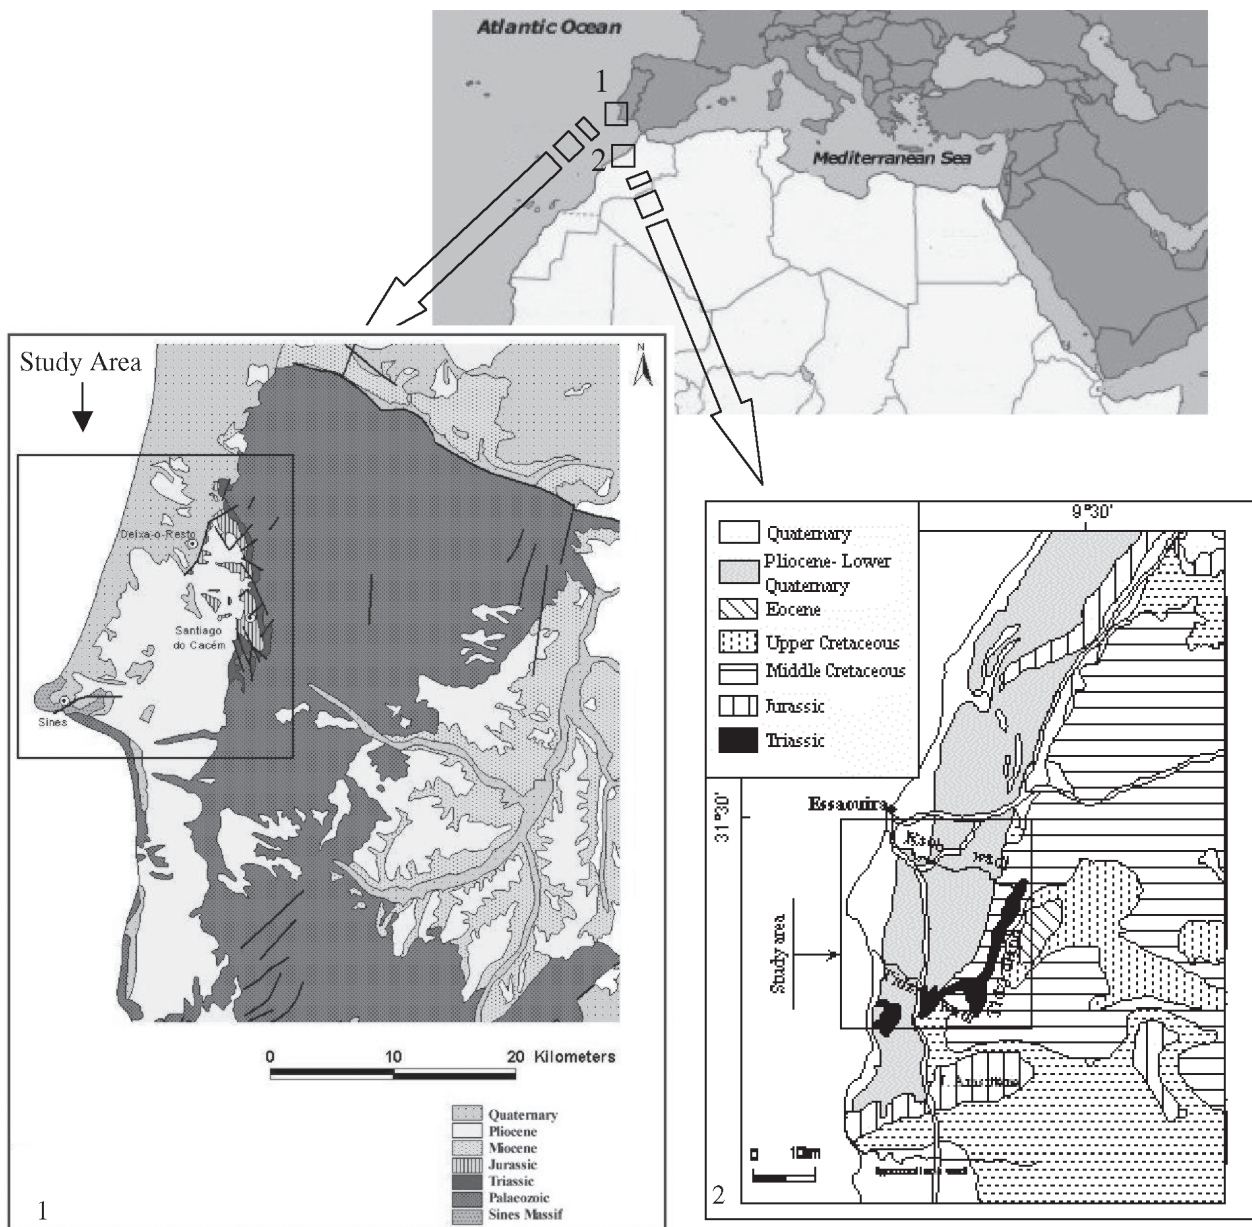 Atlantic Ocean
1
2
Mediterranean Sea
Study Area
N
Deixa-o-Resto
Santiago
do Cacém
Sines
0 10 20 Kilometers
Quaternary
Pliocene
Miocene
Jurassic
Triassic
Palaeozoic
Sines Massif
1
9°30'
Quaternary
Pliocene- Lower
Quaternary
Eocene
Upper Cretaceous
Middle Cretaceous
Jurassic
Triassic
31°30'
Essaouira
Study area
0 10km
2